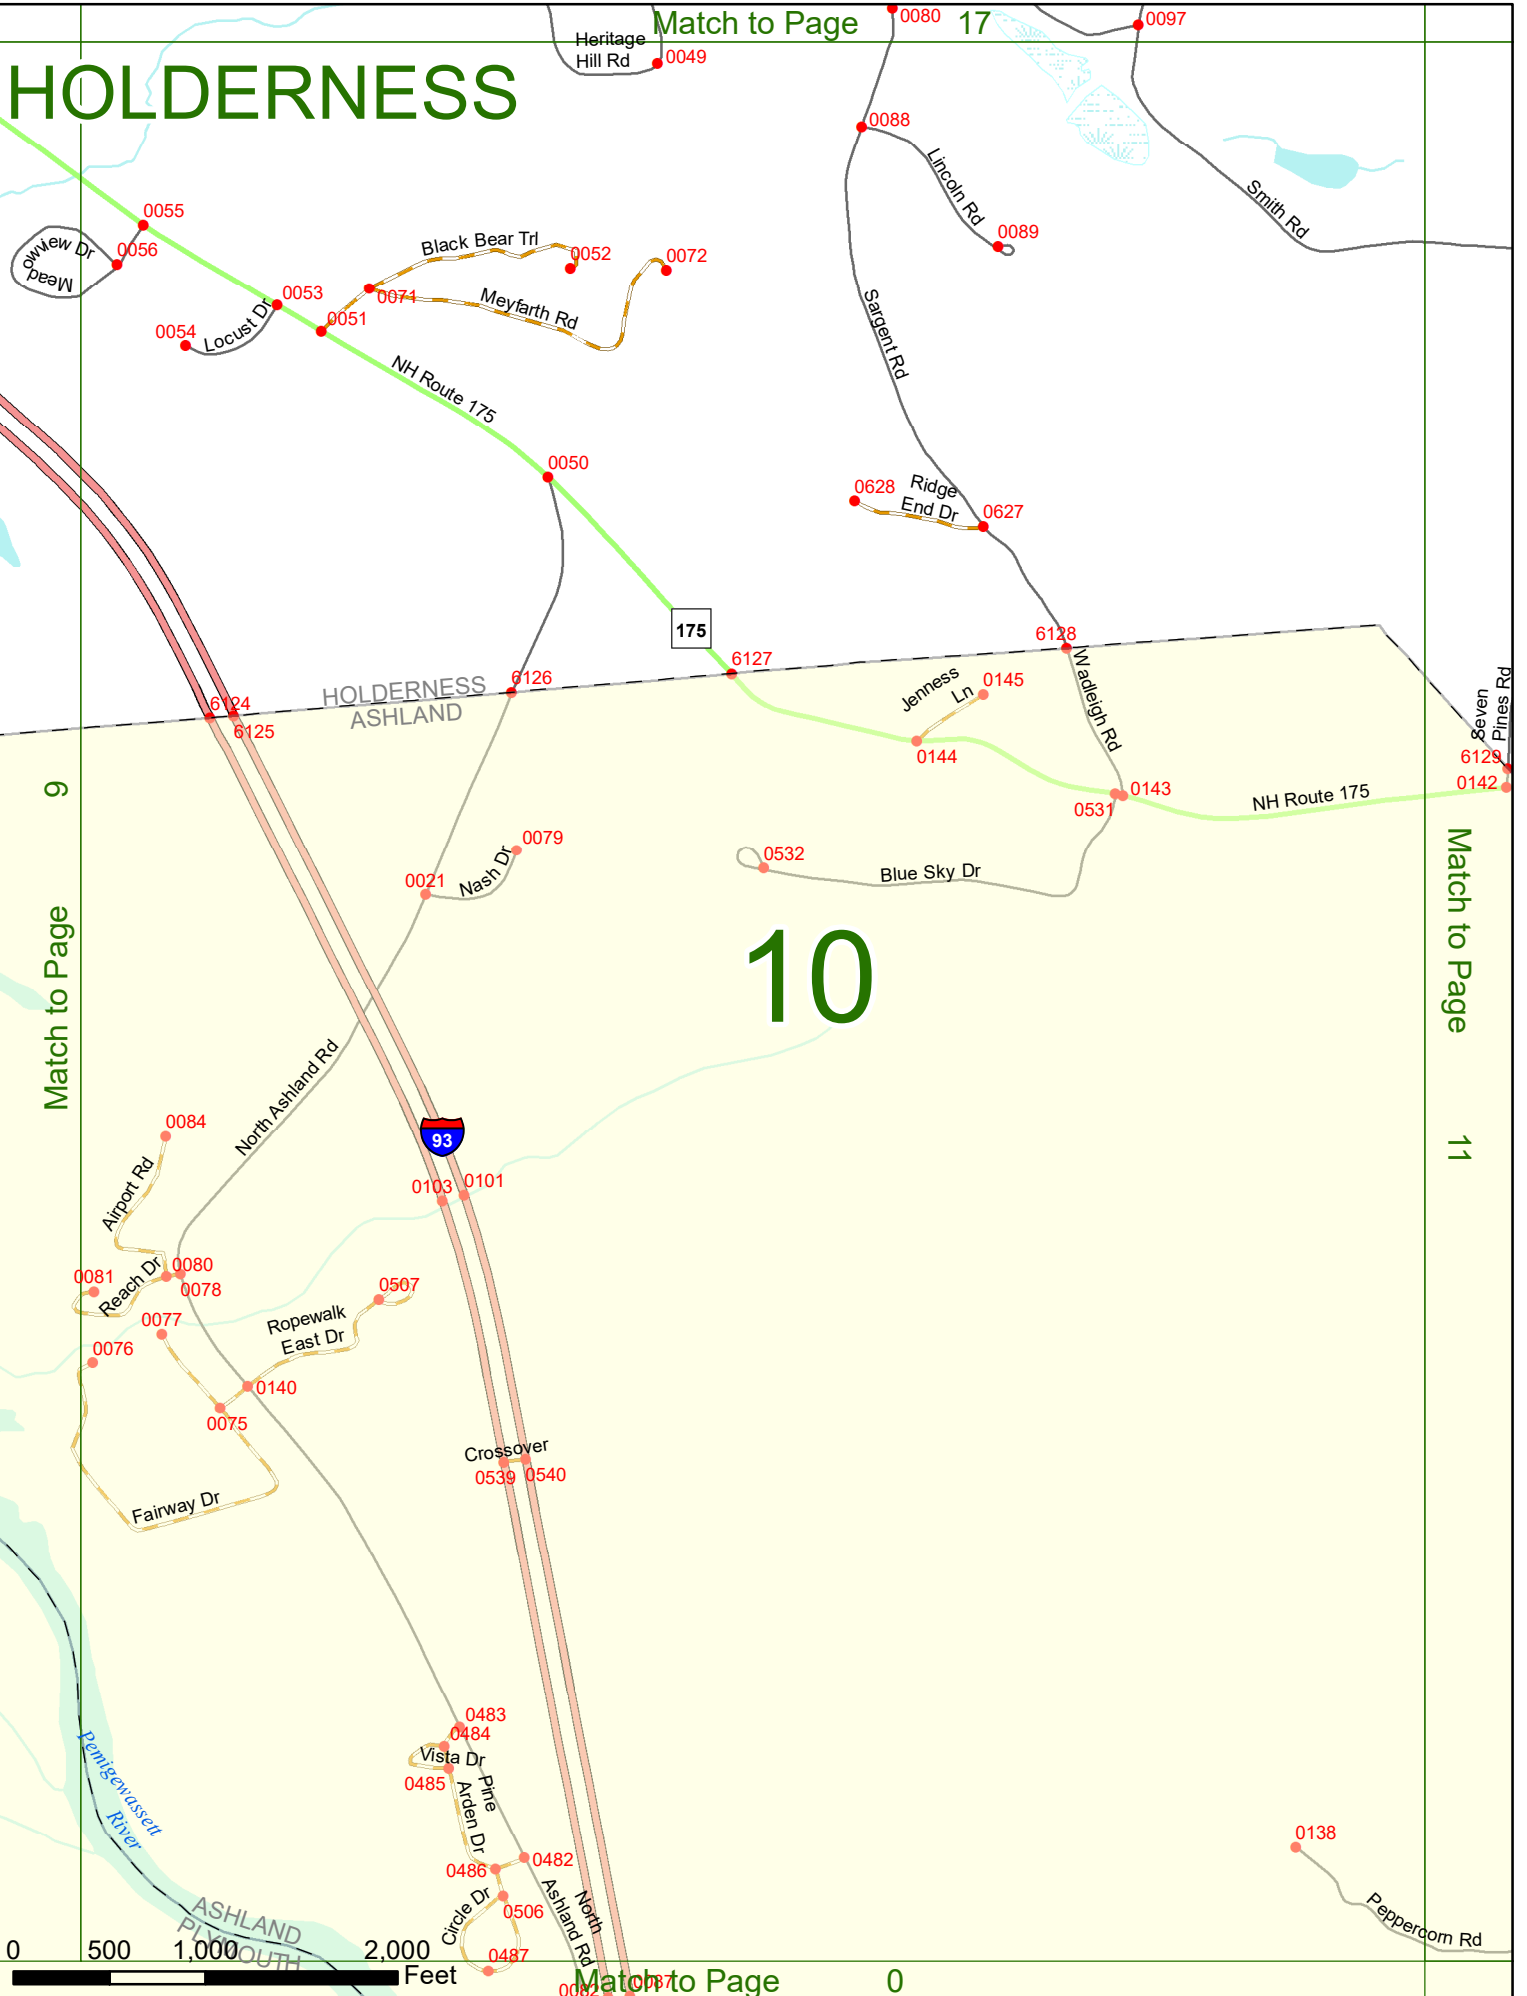 Match to Page 17
0080
0097
Heritage
Hill Rd
0049
HOLDERNESS
0088
Lincoln Rd
0089
Smith Rd
0055
0056
Meadowview Dr
Black Bear Trl
0052
0072
0053
0071
0051
Meyfarth Rd
0054
Locust Dr
NH Route 175
Sargent Rd
0050
0628
Ridge
End Dr
0627
175
6128
6127
6126
HOLDERNESS
ASHLAND
6124
6125
Jenness
Ln
0145
Wadleigh Rd
0144
Seven
Pines Rd
6129
0142
0143
0531
NH Route 175
9
Match to Page
0079
Nash Dr
0021
0532
Blue Sky Dr
10
Match to Page
11
North Ashland Rd
0084
93
Airport Rd
0103
0101
0080
0078
0081
Reach Dr
0507
0077
Ropewalk
East Dr
0076
0140
0075
Crossover
0539
0540
Fairway Dr
0483
0484
Vista Dr
0485
Pine
Arden Dr
Pemigewassett
River
0138
0482
0486
0506
Circle Dr
North
Ashland Rd
Peppercorn Rd
ASHLAND
PLYMOUTH
0487
0 500 1,000 2,000
Feet
0082
0087
Match to Page 0